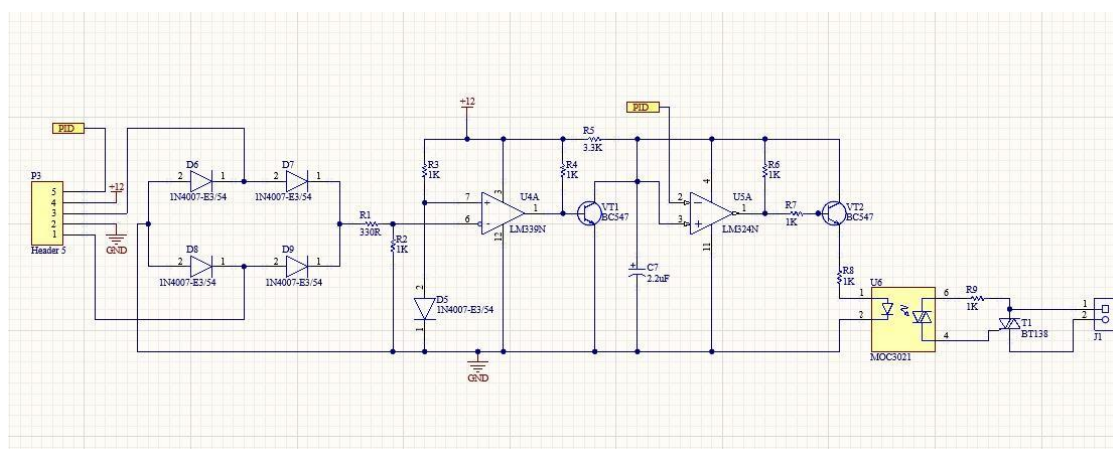 PID
P3
5
4
3
2
1
Header 5
+12
GND
D6
2 1
1N4007-E3/54
D7
2 1
1N4007-E3/54
D8
2 1
1N4007-E3/54
D9
2 1
1N4007-E3/54
R1
330R
R2
1K
+12
R3
1K
2
D5
1N4007-E3/54
1
GND
7
6
+
-
3
12
U4A
1
LM339N
R4
1K
R5
3.3K
VT1
BC547
C7
2.2uF
+
PID
2
3
4
11
U5A
1
LM324N
R6
1K
R7
1K
VT2
BC547
R8
1K
U6
1
2
6
4
MOC3021
R9
1K
T1
BT138
1
2
J1